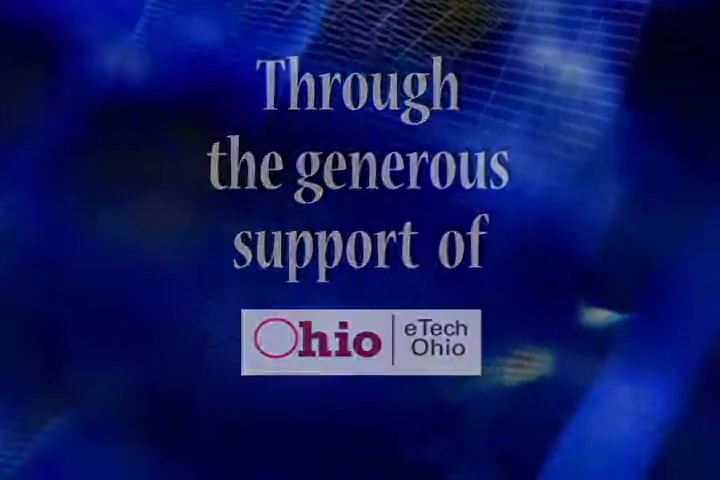 Through
the generous
support of
Ohio
eTech
Ohio